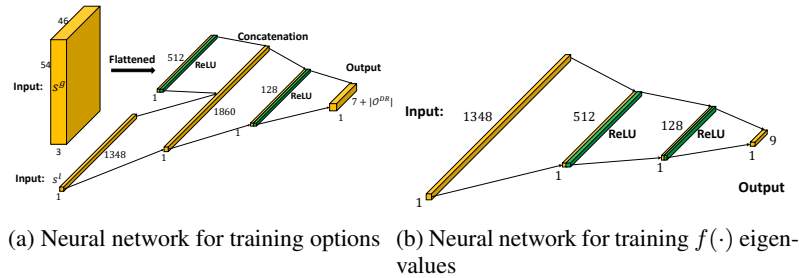 46
54
Flattened
512
Concatenation
ReLU
Output
Input: s^g
128
ReLU
7 + |O^{DR}|
1
1860
1
3
1
1348
1
Input: s^l
1
(a) Neural network for training options
Input:
1348
512
ReLU
128
ReLU
9
1
1
1
1
Output
(b) Neural network for training f(·) eigen-
values